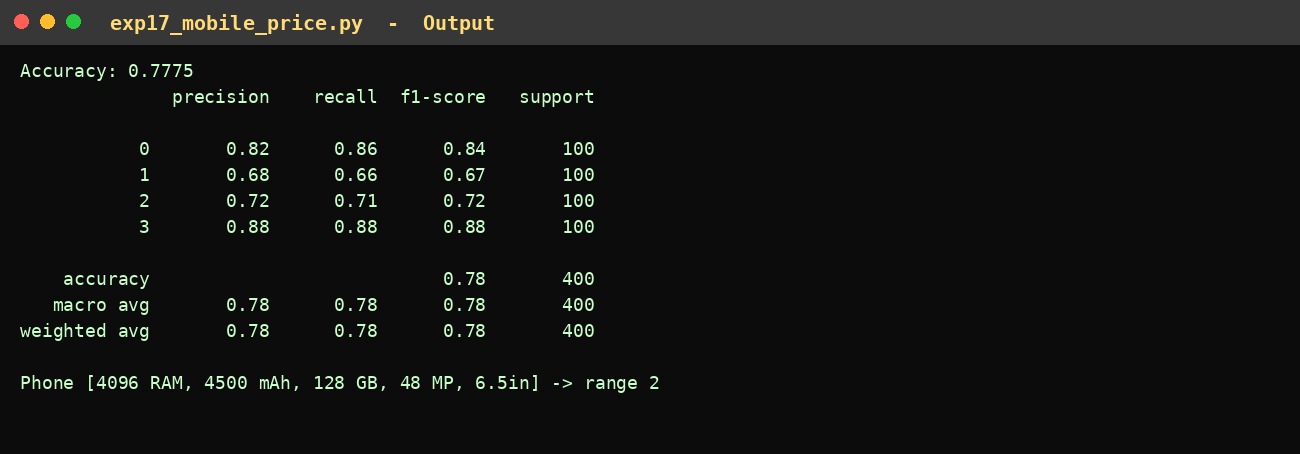 exp17_mobile_price.py  -  Output
Accuracy: 0.7775
              precision    recall  f1-score   support

           0       0.82      0.86      0.84       100
           1       0.68      0.66      0.67       100
           2       0.72      0.71      0.72       100
           3       0.88      0.88      0.88       100

    accuracy                           0.78       400
   macro avg       0.78      0.78      0.78       400
weighted avg       0.78      0.78      0.78       400

Phone [4096 RAM, 4500 mAh, 128 GB, 48 MP, 6.5in] -> range 2